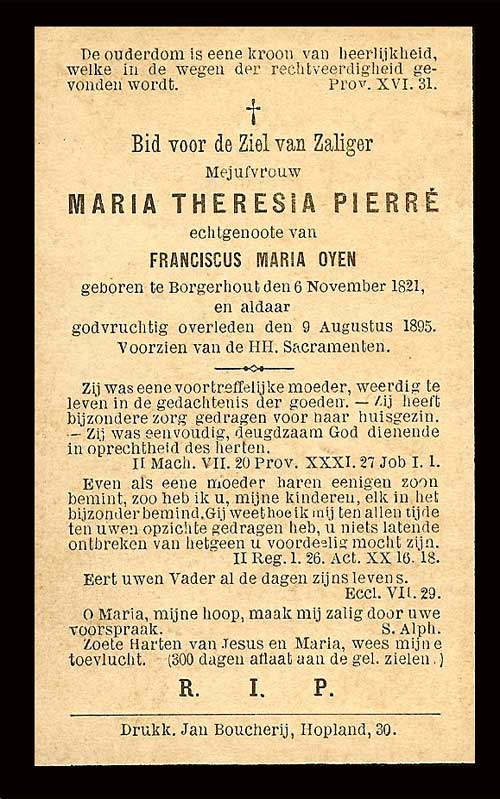 De ouderdom is eene kroon van heerlijkheid,
welke in de wegen der rechtveerdigheid ge-
vonden wordt. Prov. XVI. 31.
Bid voor de Ziel van Zaliger
Mejufvrouw
MARIA THERESIA PIERRÉ
echtgenoote van
FRANCISCUS MARIA OYEN
geboren te Borgerhout den 6 November 1821,
en aldaar
godvruchtig overleden den 9 Augustus 1895.
Voorzien van de HH. Sacramenten.
Zij was eene voortreffelijke moeder, weerdig te
leven in de gedachtenis der goeden. — Zij heeft
bijzondere zorg gedragen voor haar huisgezin.
— Zij was eenvoudig, deugdzaam God dienende
in oprechtheid des herten.
II Mach. VII. 20 Prov. XXXI. 27 Job I. 1.
Even als eene moeder haren eenigen zoon
bemint, zoo heb ik u, mijne kinderen, elk in het
bijzonder bemind. Gij weet hoe ik mij ten allen tijde
ten uwen opzichte gedragen heb, u niets latende
ontbreken van hetgeen u voordeelig mocht zijn.
II Reg. 1. 26. Act. XX 16. 18.
Eert uwen Vader al de dagen zijns levens.
Eccl. VII. 29.
O Maria, mijne hoop, maak mij zalig door uwe
voorspraak. S. Alph.
Zoete Harten van Jesus en Maria, wees mijne
toevlucht. (300 dagen aflaat aan de gel. zielen.)
R. I. P.
Drukk. Jan Boucherij, Hopland, 30.